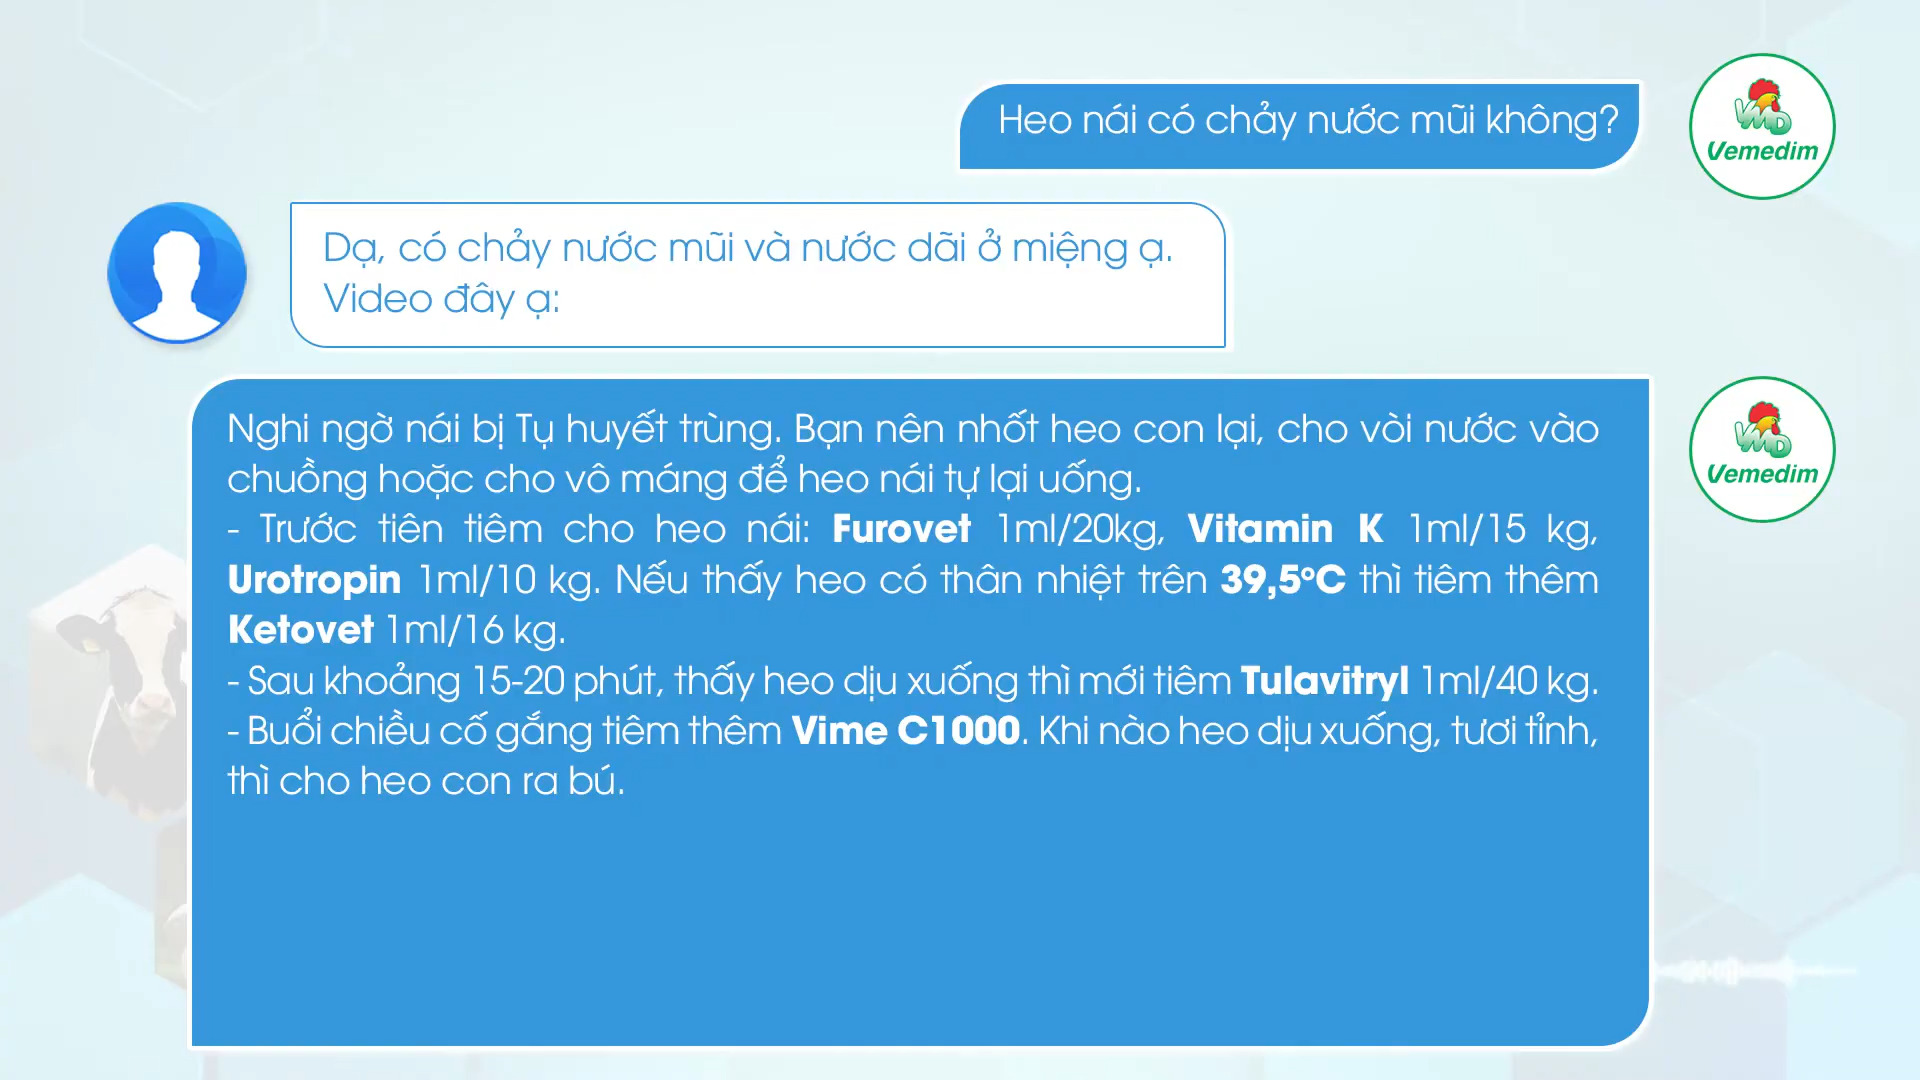 Heo nái có chảy nước mũi không?
VMD
Vemedim
Dạ, có chảy nước mũi và nước dãi ở miệng ạ.
Video đây ạ:
Nghi ngờ nái bị Tụ huyết trùng. Bạn nên nhốt heo con lại, cho vòi nước vào
chuồng hoặc cho vô máng để heo nái tự lại uống.
- Trước tiên tiêm cho heo nái: Furovet 1ml/20kg, Vitamin K 1ml/15 kg,
Urotropin 1ml/10 kg. Nếu thấy heo có thân nhiệt trên 39,5ºC thì tiêm thêm
Ketovet 1ml/16 kg.
- Sau khoảng 15-20 phút, thấy heo dịu xuống thì mới tiêm Tulavitryl 1ml/40 kg.
- Buổi chiều cố gắng tiêm thêm Vime C1000. Khi nào heo dịu xuống, tươi tỉnh,
thì cho heo con ra bú.
VMD
Vemedim